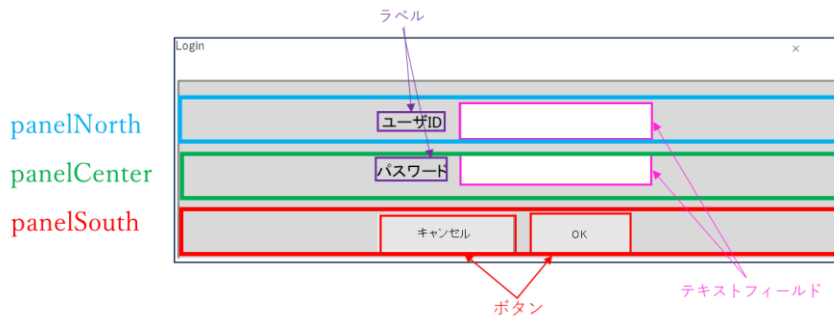 ラベル
Login ×
panelNorth
ユーザID
panelCenter
パスワード
panelSouth
キャンセル
OK
テキストフィールド
ボタン